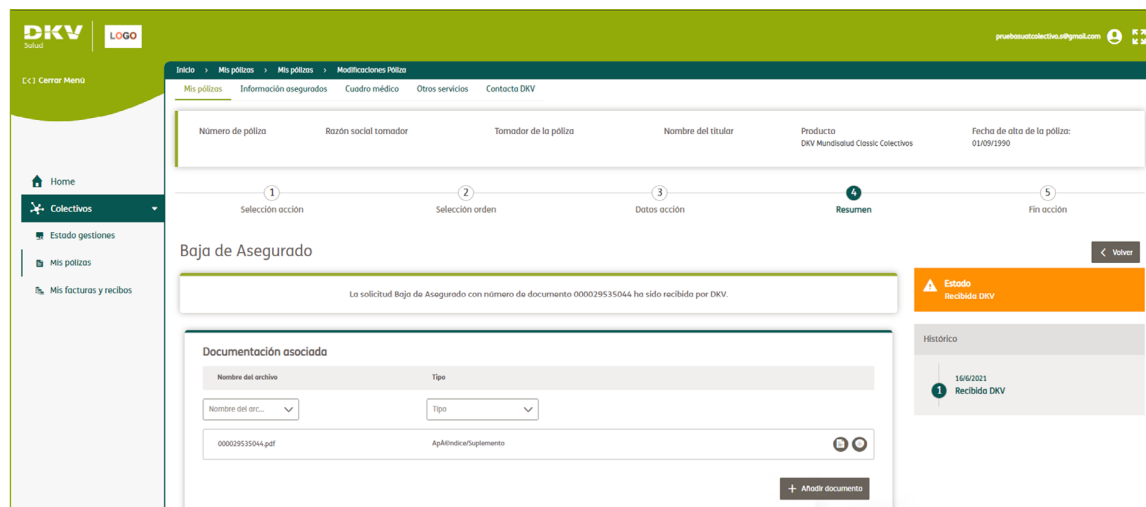 DKV
Salud
LOGO
pruebasuatcolectivo.s@gmail.com
[<] Cerrar Menú
Inicio > Mis pólizas > Mis pólizas > Modificaciones Póliza
Mis pólizas Información asegurados Cuadro médico Otros servicios Contacta DKV
Número de póliza Razón social tomador Tomador de la póliza Nombre del titular Producto Fecha de alta de la póliza:
DKV Mundisalud Classic Colectivos 01/09/1990
Home
Colectivos
Estado gestiones
Mis pólizas
Mis facturas y recibos
1 2 3 4 5
Selección acción Selección orden Datos acción Resumen Fin acción
Baja de Asegurado
< Volver
La solicitud Baja de Asegurado con número de documento 000029535044 ha sido recibida por DKV.
Estado
Recibida DKV
Histórico
16/6/2021
1 Recibida DKV
Documentación asociada
Nombre del archivo Tipo
Nombre del arc... Tipo
000029535044.pdf ApÃ©ndice/Suplemento
+ Añadir documento